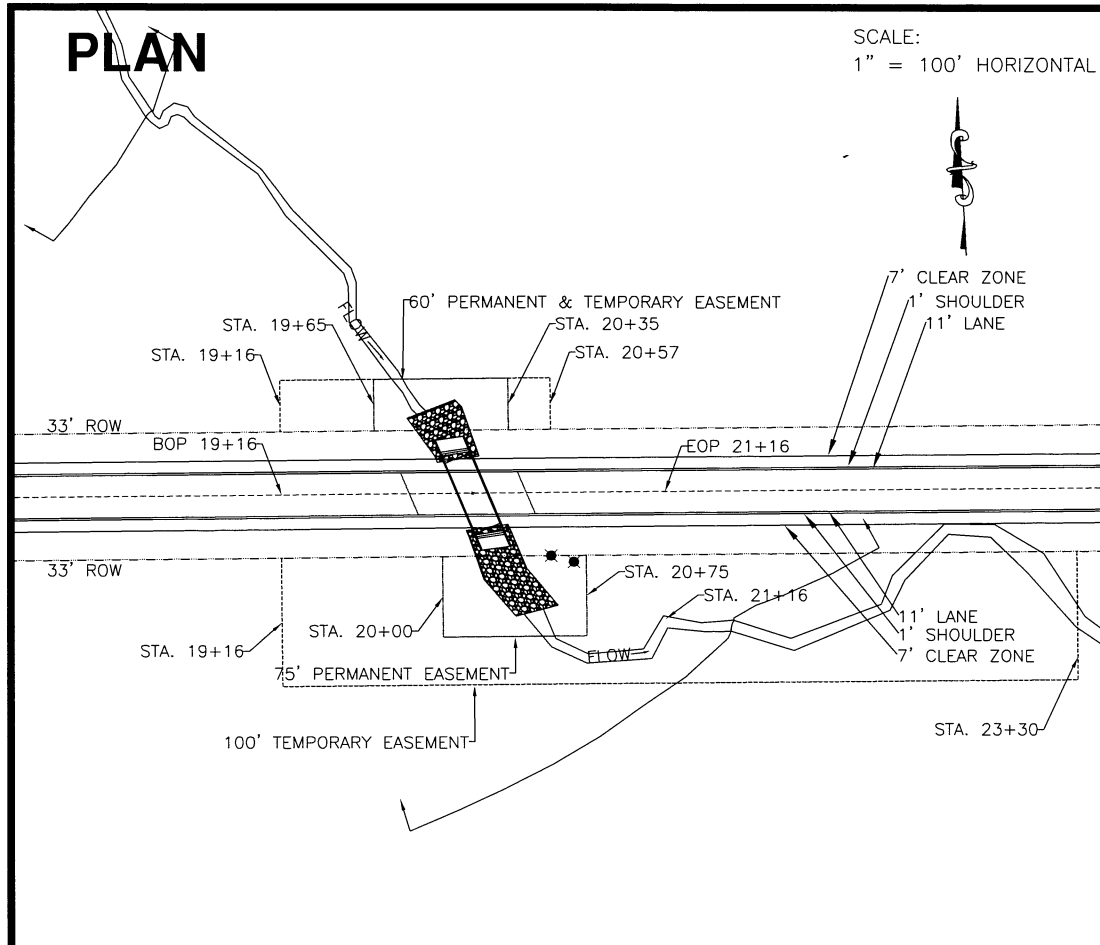 PLAN
SCALE:
1" = 100' HORIZONTAL
7' CLEAR ZONE
1' SHOULDER
11' LANE
60' PERMANENT & TEMPORARY EASEMENT
STA. 19+65
STA. 20+35
STA. 19+16
STA. 20+57
FLOW
33' ROW
BOP 19+16
EOP 21+16
33' ROW
STA. 20+75
STA. 21+16
STA. 20+00
11' LANE
1' SHOULDER
7' CLEAR ZONE
STA. 19+16
FLOW
75' PERMANENT EASEMENT
STA. 23+30
100' TEMPORARY EASEMENT